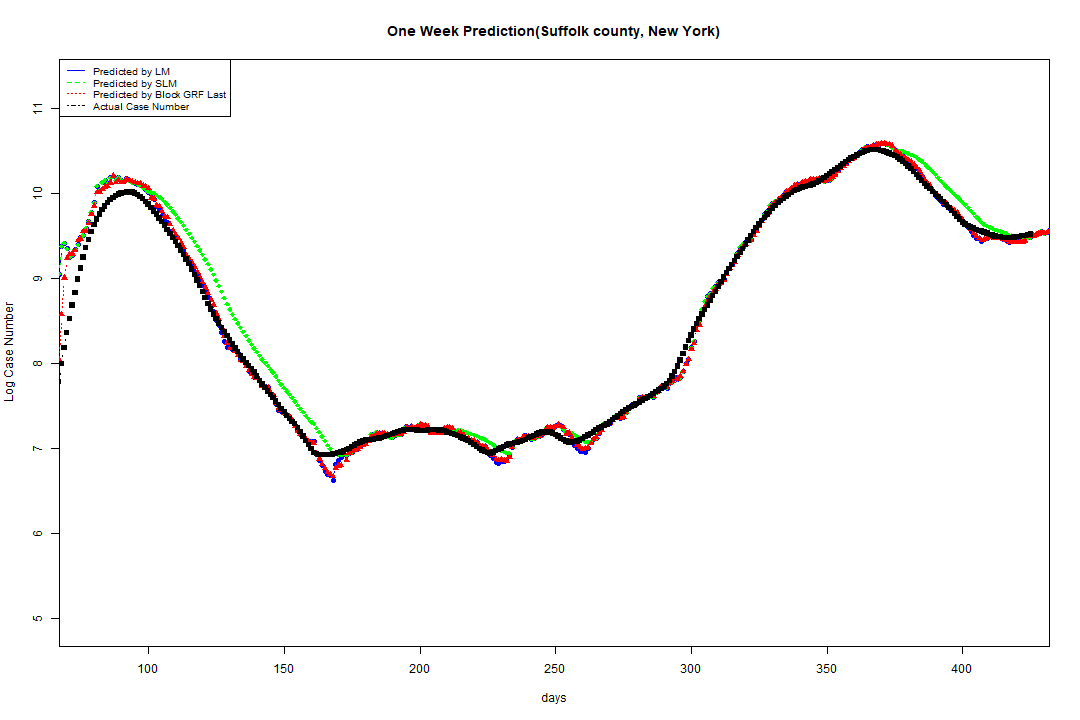 One Week Prediction(Suffolk county, New York)
Predicted by LM
Predicted by SLM
Predicted by Block GRF Last
Actual Case Number
11
10
9
8
7
6
5
Log Case Number
100 150 200 250 300 350 400
days